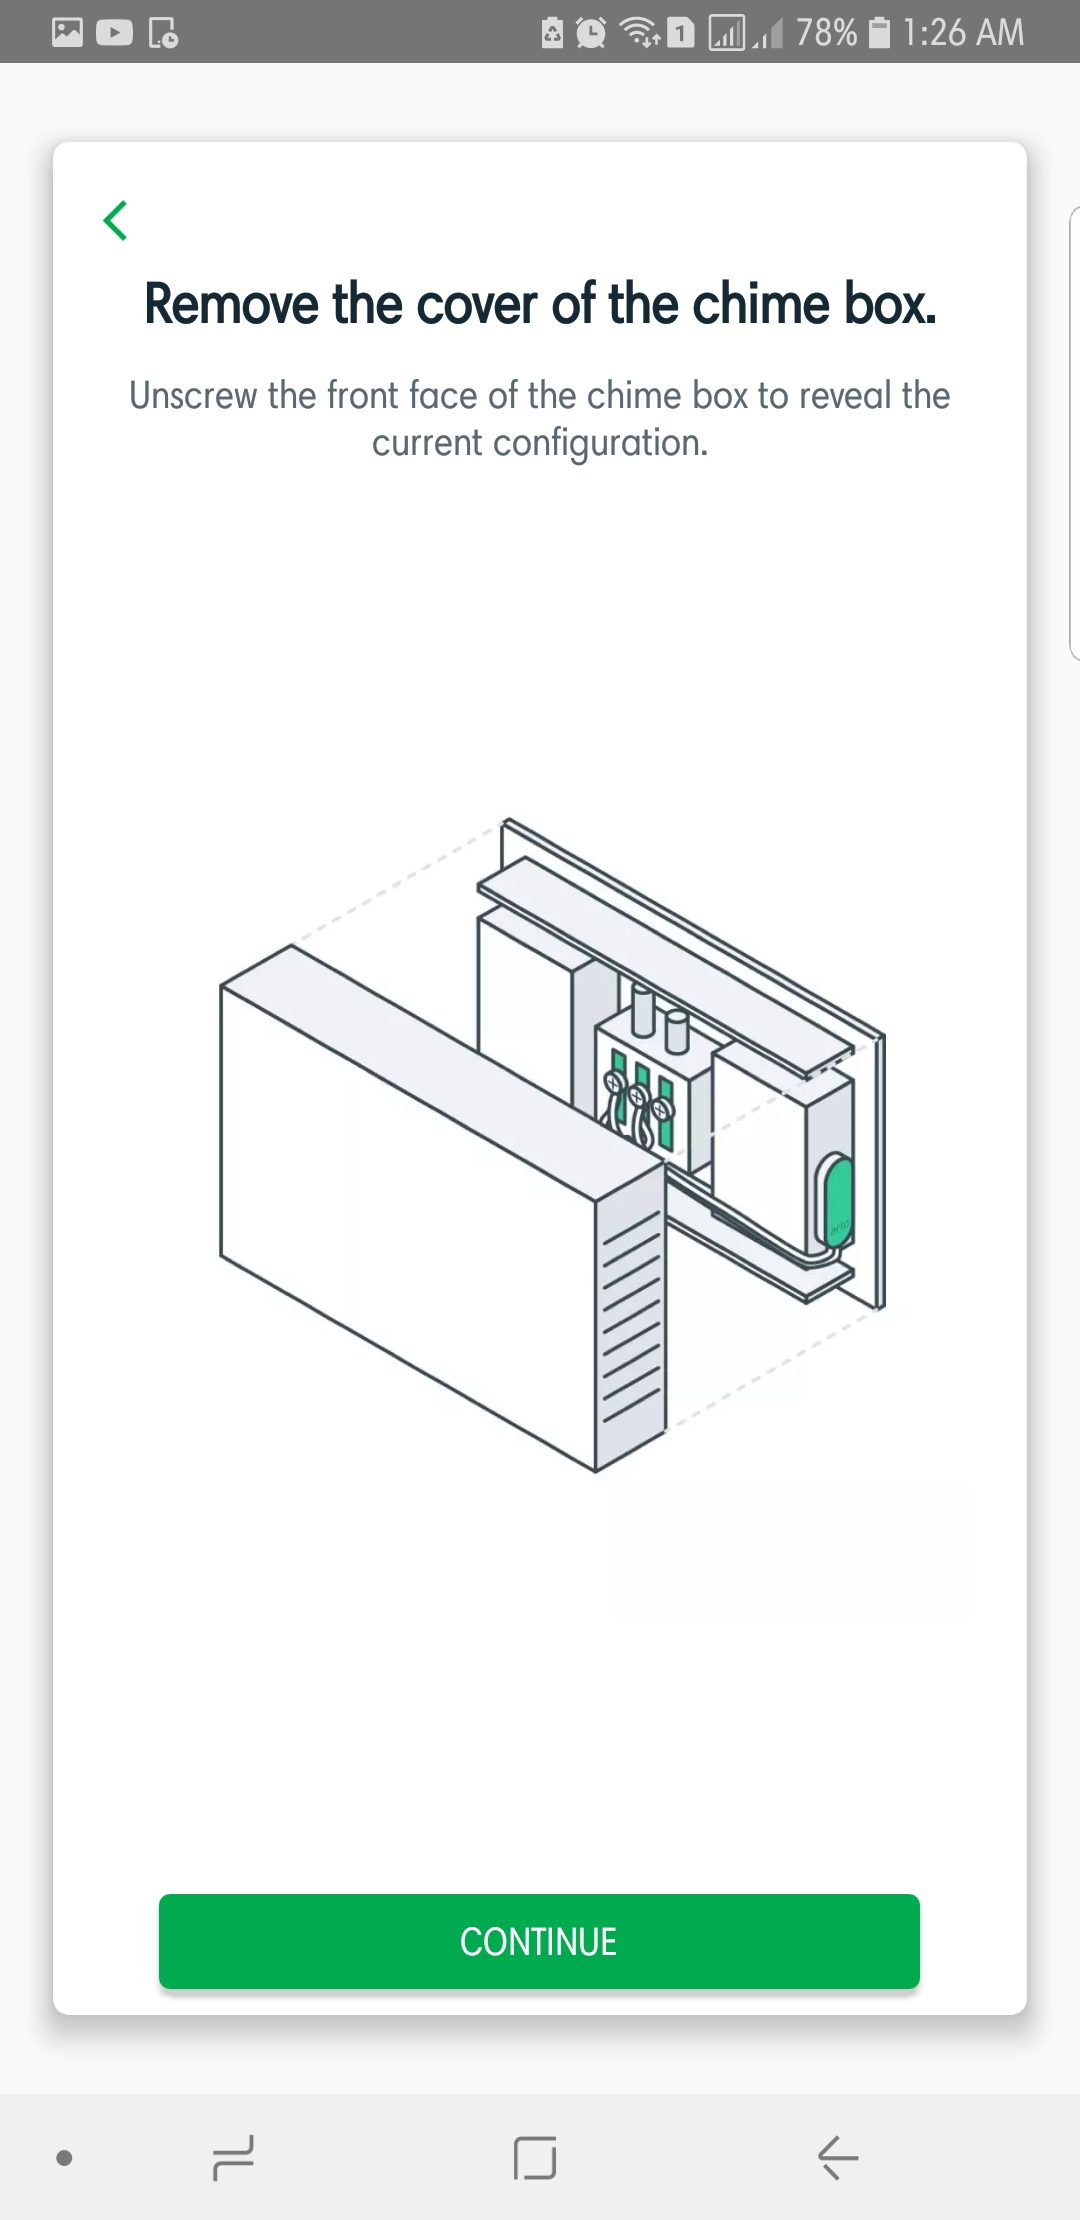 1 78% 1:26 AM
Remove the cover of the chime box.
Unscrew the front face of the chime box to reveal the
current configuration.
arlo
CONTINUE